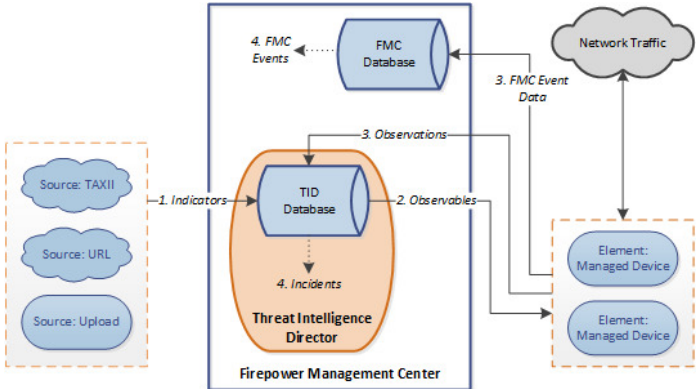 4. FMC
Events
FMC
Database
Network Traffic
3. FMC Event
Data
3. Observations
Source: TAXII
1. Indicators
TID
Database
2. Observables
Source: URL
Element:
Managed Device
4. Incidents
Source: Upload
Threat Intelligence
Director
Element:
Managed Device
Firepower Management Center